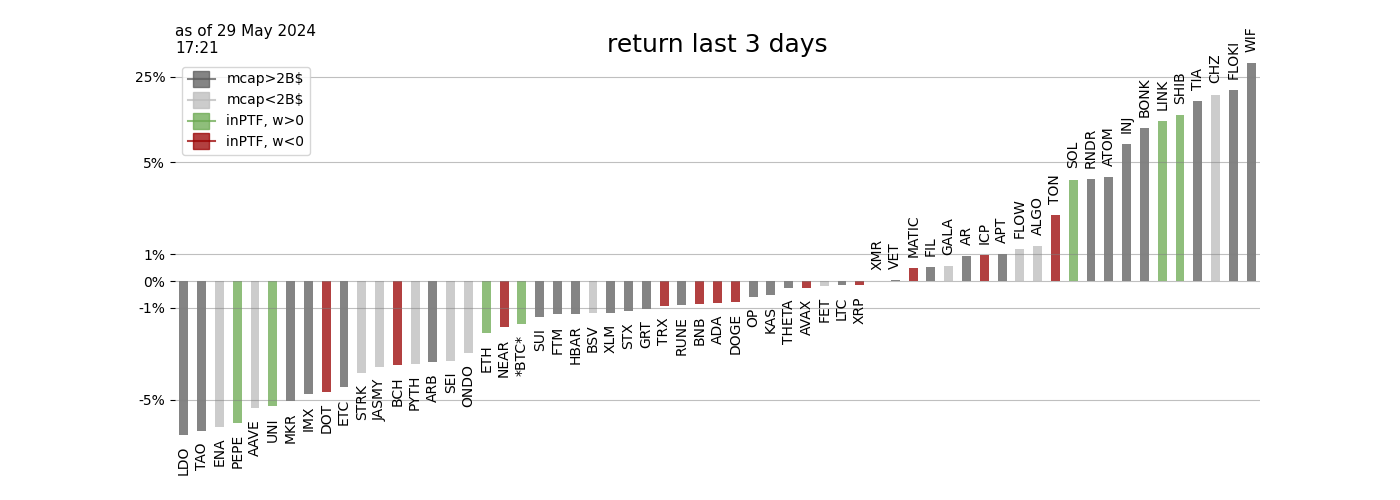 as of 29 May 2024
17:21
return last 3 days
mcap>2B$
mcap<2B$
inPTF, w>0
inPTF, w<0
25%
5%
1%
0%
-1%
-5%
LDO
TAO
ENA
PEPE
AAVE
UNI
MKR
IMX
DOT
ETC
STRK
JASMY
BCH
PYTH
ARB
SEI
ONDO
ETH
NEAR
*BTC*
SUI
FTM
HBAR
BSV
XLM
STX
GRT
TRX
RUNE
BNB
ADA
DOGE
OP
KAS
THETA
AVAX
FET
LTC
XRP
XMR
VET
MATIC
FIL
GALA
AR
ICP
APT
FLOW
ALGO
TON
SOL
RNDR
ATOM
INJ
BONK
LINK
SHIB
TIA
CHZ
FLOKI
WIF